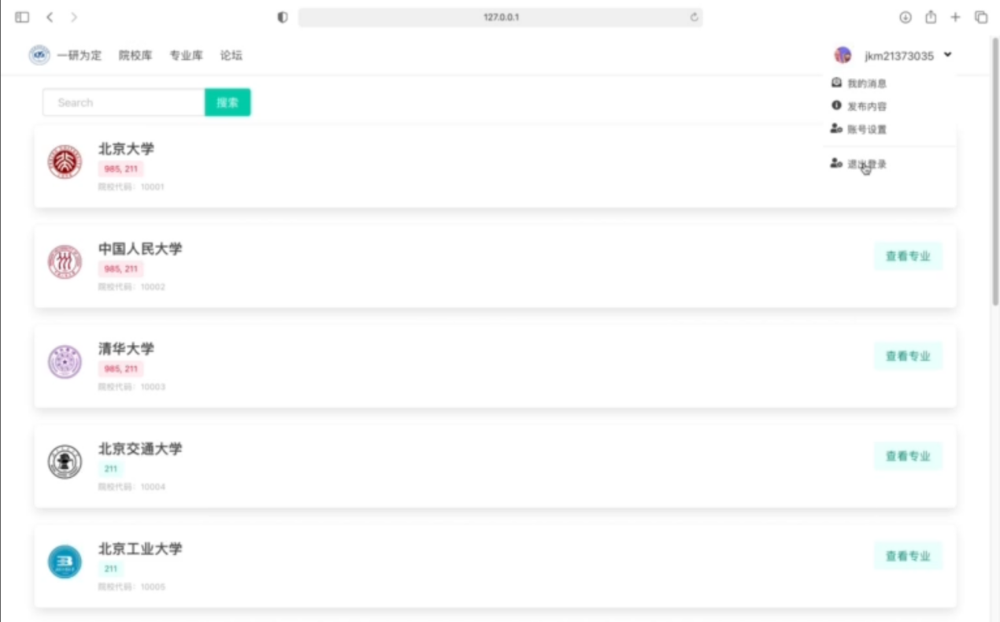 127.0.0.1
一研为定 院校库 专业库 论坛 jkm21373035
我的消息
发布内容
账号设置
退出登录
Search 搜索
北京大学
985, 211
院校代码：10001
中国人民大学
985, 211
院校代码：10002
查看专业
清华大学
985, 211
院校代码：10003
查看专业
北京交通大学
211
院校代码：10004
查看专业
北京工业大学
211
院校代码：10005
查看专业